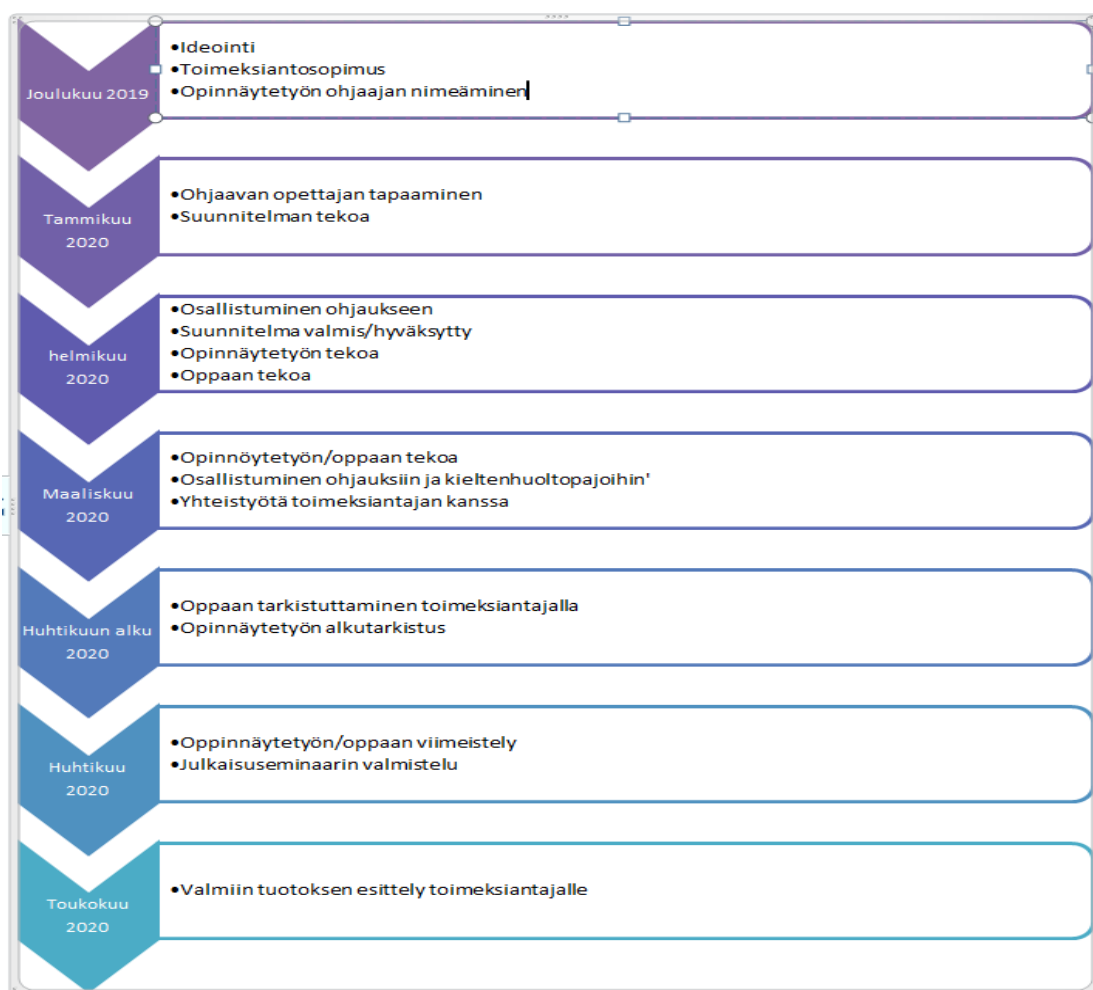 Joulukuu 2019
•Ideointi
•Toimeksiantosopimus
•Opinnäytetyön ohjaajan nimeäminen
Tammikuu
2020
•Ohjaavan opettajan tapaaminen
•Suunnitelman tekoa
helmikuu
2020
•Osallistuminen ohjaukseen
•Suunnitelma valmis/hyväksytty
•Opinnäytetyön tekoa
•Oppaan tekoa
Maaliskuu
2020
•Opinnöytetyön/oppaan tekoa
•Osallistuminen ohjauksiin ja kieltenhuoltopajoihin'
•Yhteistyötä toimeksiantajan kanssa
Huhtikuun alku
2020
•Oppaan tarkistuttaminen toimeksiantajalla
•Opinnäytetyön alkutarkistus
Huhtikuu
2020
•Oppinnäytetyön/oppaan viimeistely
•Julkaisuseminaarin valmistelu
Toukokuu
2020
•Valmiin tuotoksen esittely toimeksiantajalle